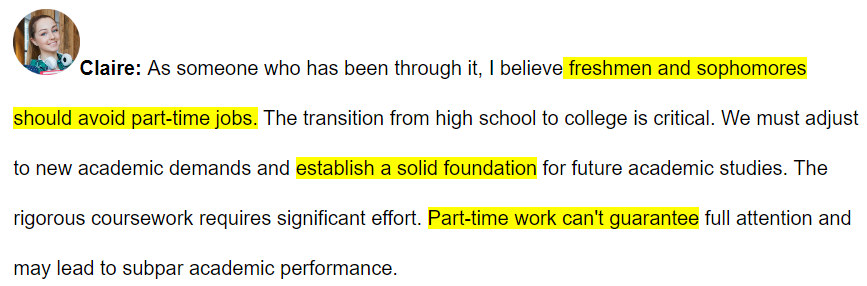 Claire: As someone who has been through it, I believe freshmen and sophomores
should avoid part-time jobs. The transition from high school to college is critical. We must adjust
to new academic demands and establish a solid foundation for future academic studies. The
rigorous coursework requires significant effort. Part-time work can't guarantee full attention and
may lead to subpar academic performance.